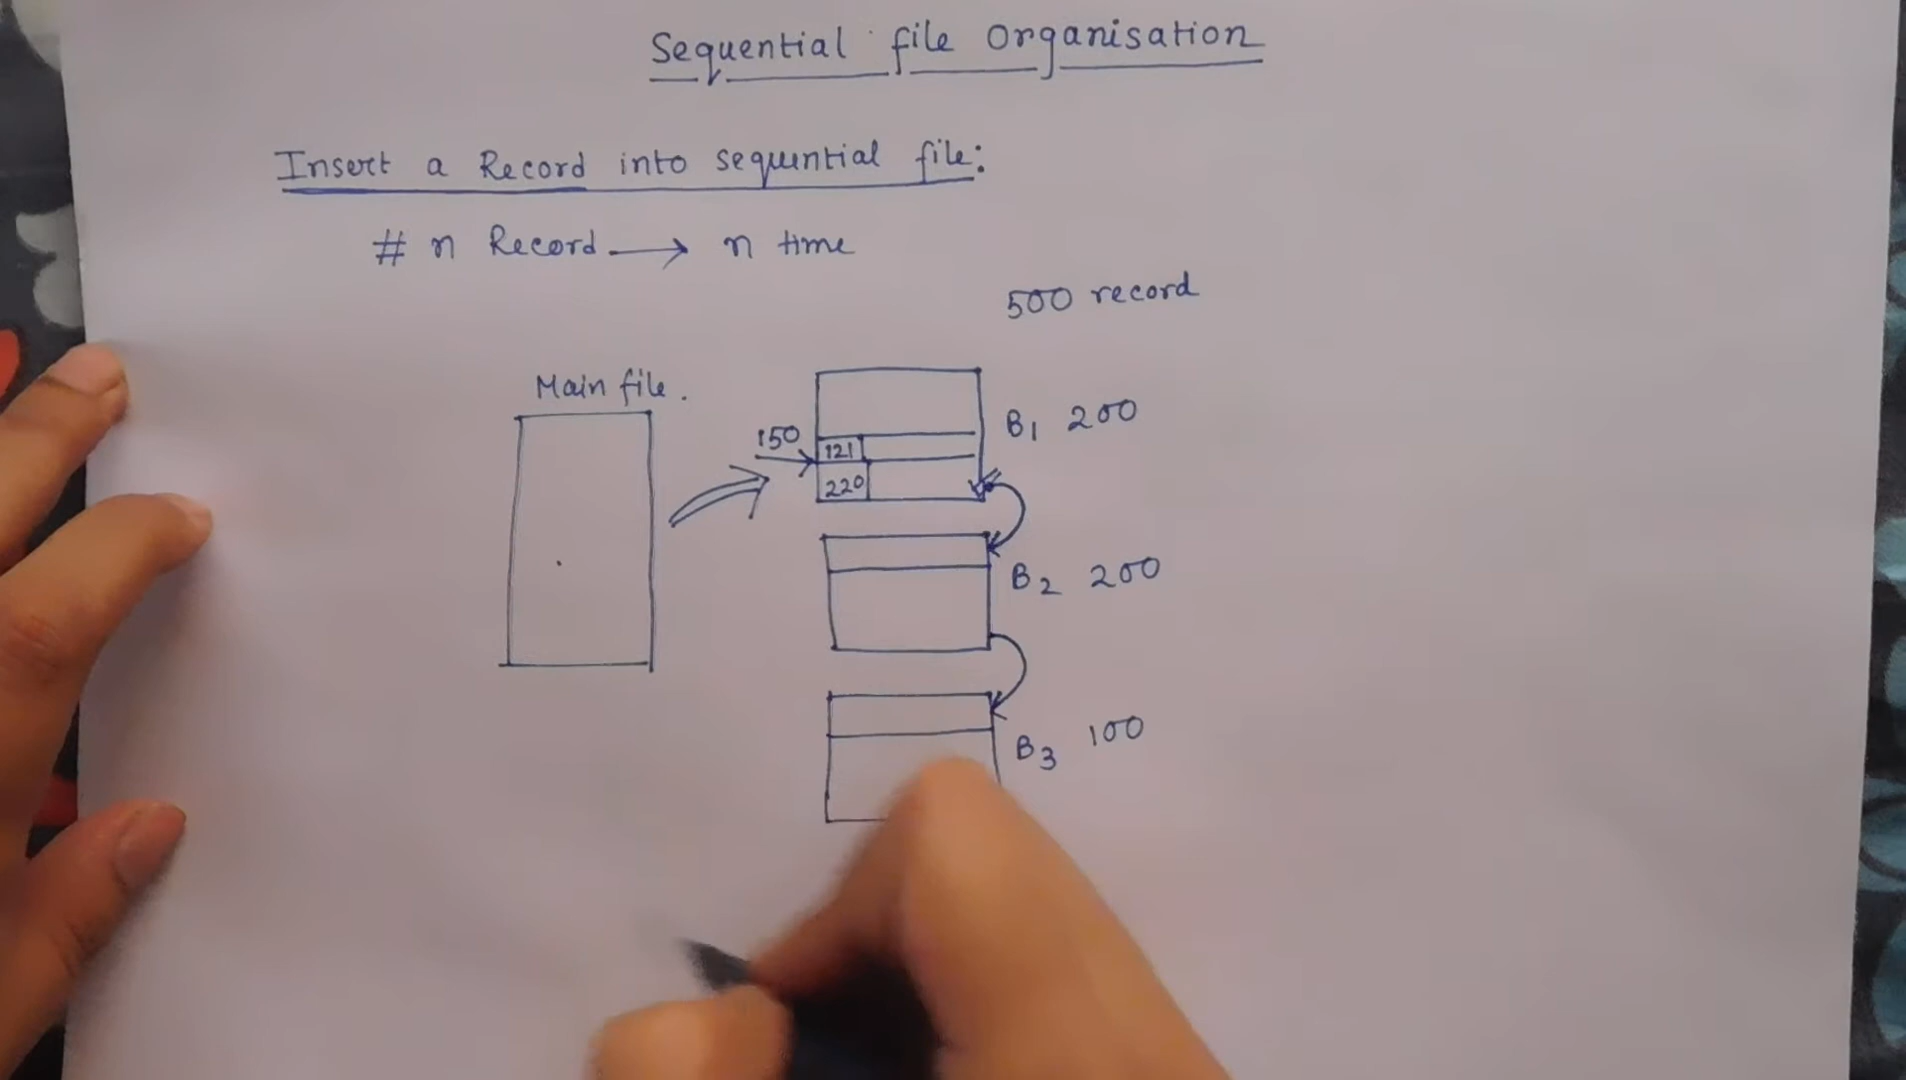 Sequential file Organisation
Insert a Record into sequential file:
# n Record → n time
500 record
Main file.
B1 200
150
121
220
B2 200
B3 100